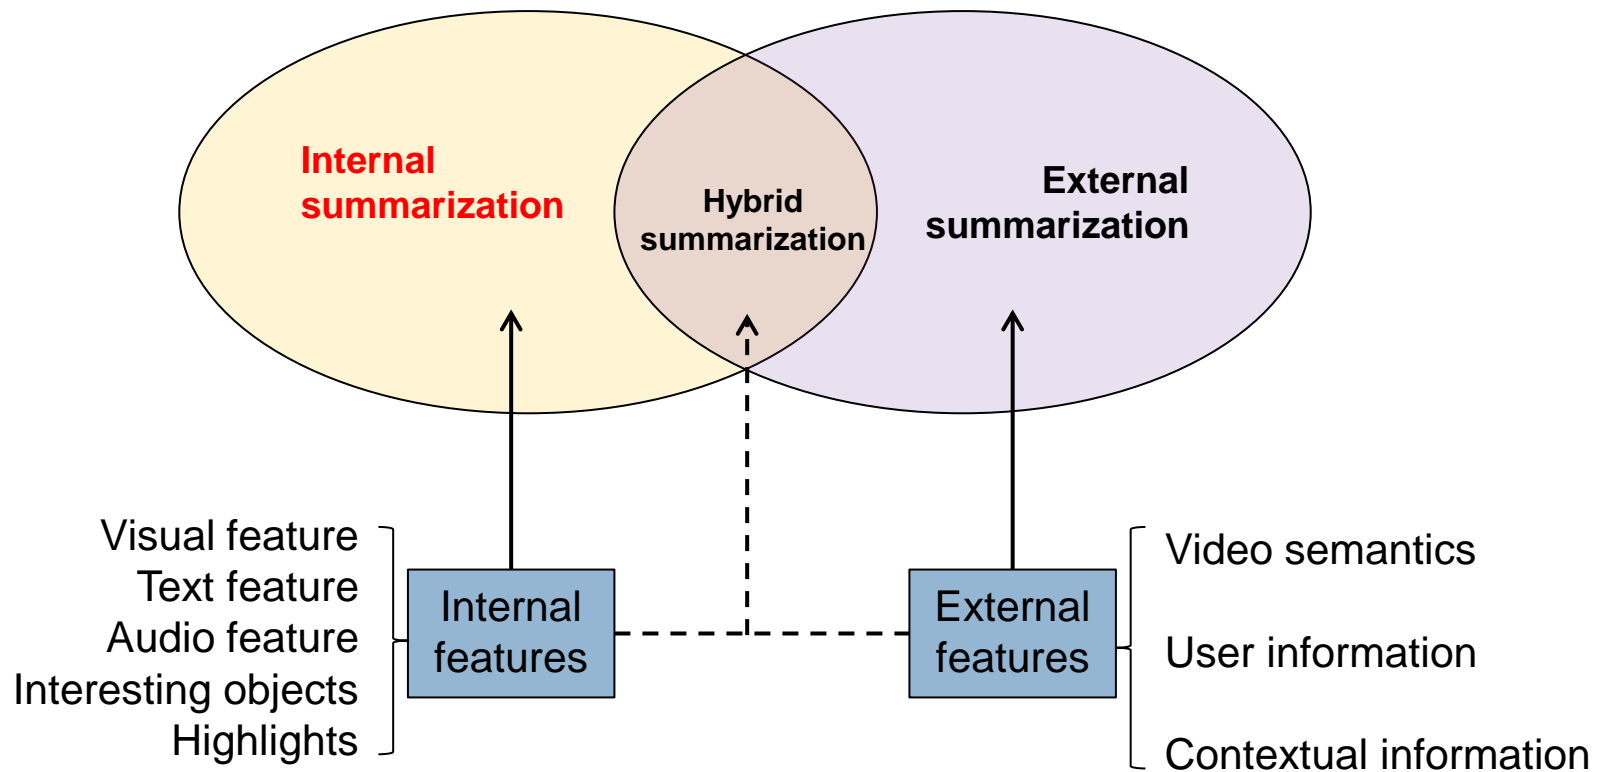 Internal
summarization
Hybrid
summarization
External
summarization
Visual feature
Text feature
Audio feature
Interesting objects
Highlights
Internal
features
External
features
Video semantics
User information
Contextual information